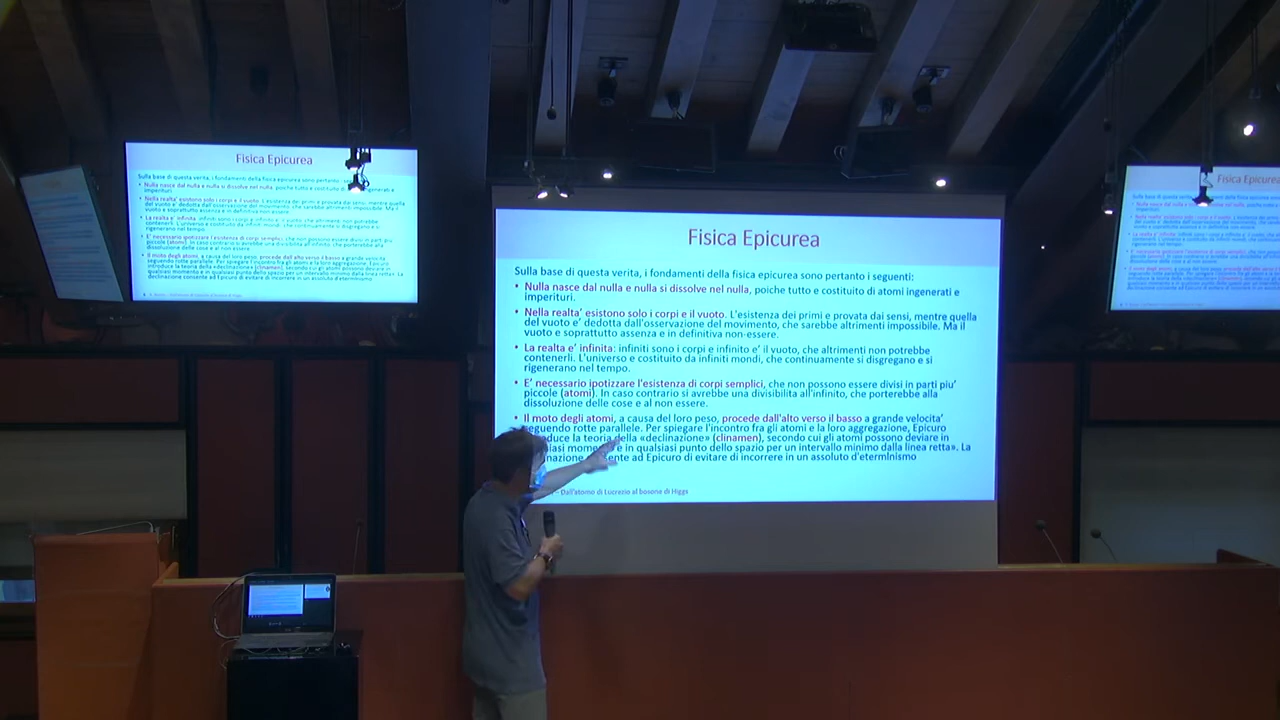 Fisica Epicurea
Sulla base di questa verita, i fondamenti della fisica epicurea sono pertanto i seguenti:
• Nulla nasce dal nulla e nulla si dissolve nel nulla, poiche tutto e costituito di atomi ingenerati e
imperituri.
• Nella realta' esistono solo i corpi e il vuoto. L'esistenza dei primi e provata dai sensi, mentre quella
del vuoto e' dedotta dall'osservazione del movimento, che sarebbe altrimenti impossibile. Ma il
vuoto e soprattutto assenza e in definitiva non-essere.
• La realta e' infinita: infiniti sono i corpi e infinito e' il vuoto, che altrimenti non potrebbe
contenerli. L'universo e costituito da infiniti mondi, che continuamente si disgregano e si
rigenerano nel tempo.
• E' necessario ipotizzare l'esistenza di corpi semplici, che non possono essere divisi in parti piu'
piccole (atomi). In caso contrario si avrebbe una divisibilita all'infinito, che porterebbe alla
dissoluzione delle cose e al non essere.
• Il moto degli atomi, a causa del loro peso, procede dall'alto verso il basso a grande velocita'
seguendo rotte parallele. Per spiegare l'incontro fra gli atomi e la loro aggregazione, Epicuro
introduce la teoria della «declinazione» (clinamen), secondo cui gli atomi possono deviare in
qualsiasi momento e in qualsiasi punto dello spazio per un intervallo minimo dalla linea retta». La
declinazione consente ad Epicuro di evitare di incorrere in un assoluto determinismo
Dall'atomo di Lucrezio al bosone di Higgs